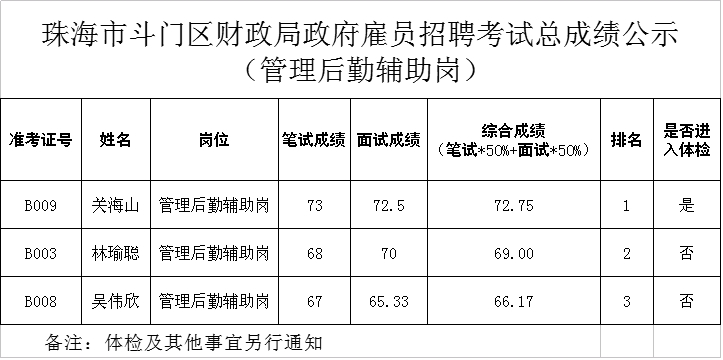 珠海市斗门区财政局政府雇员招聘考试总成绩公示
（管理后勤辅助岗）
准考证号 姓名 岗位 笔试成绩 面试成绩 综合成绩（笔试*50%+面试*50%） 排名 是否进入体检
B009 关海山 管理后勤辅助岗 73 72.5 72.75 1 是
B003 林瑜聪 管理后勤辅助岗 68 70 69.00 2 否
B008 吴伟欣 管理后勤辅助岗 67 65.33 66.17 3 否
备注：体检及其他事宜另行通知